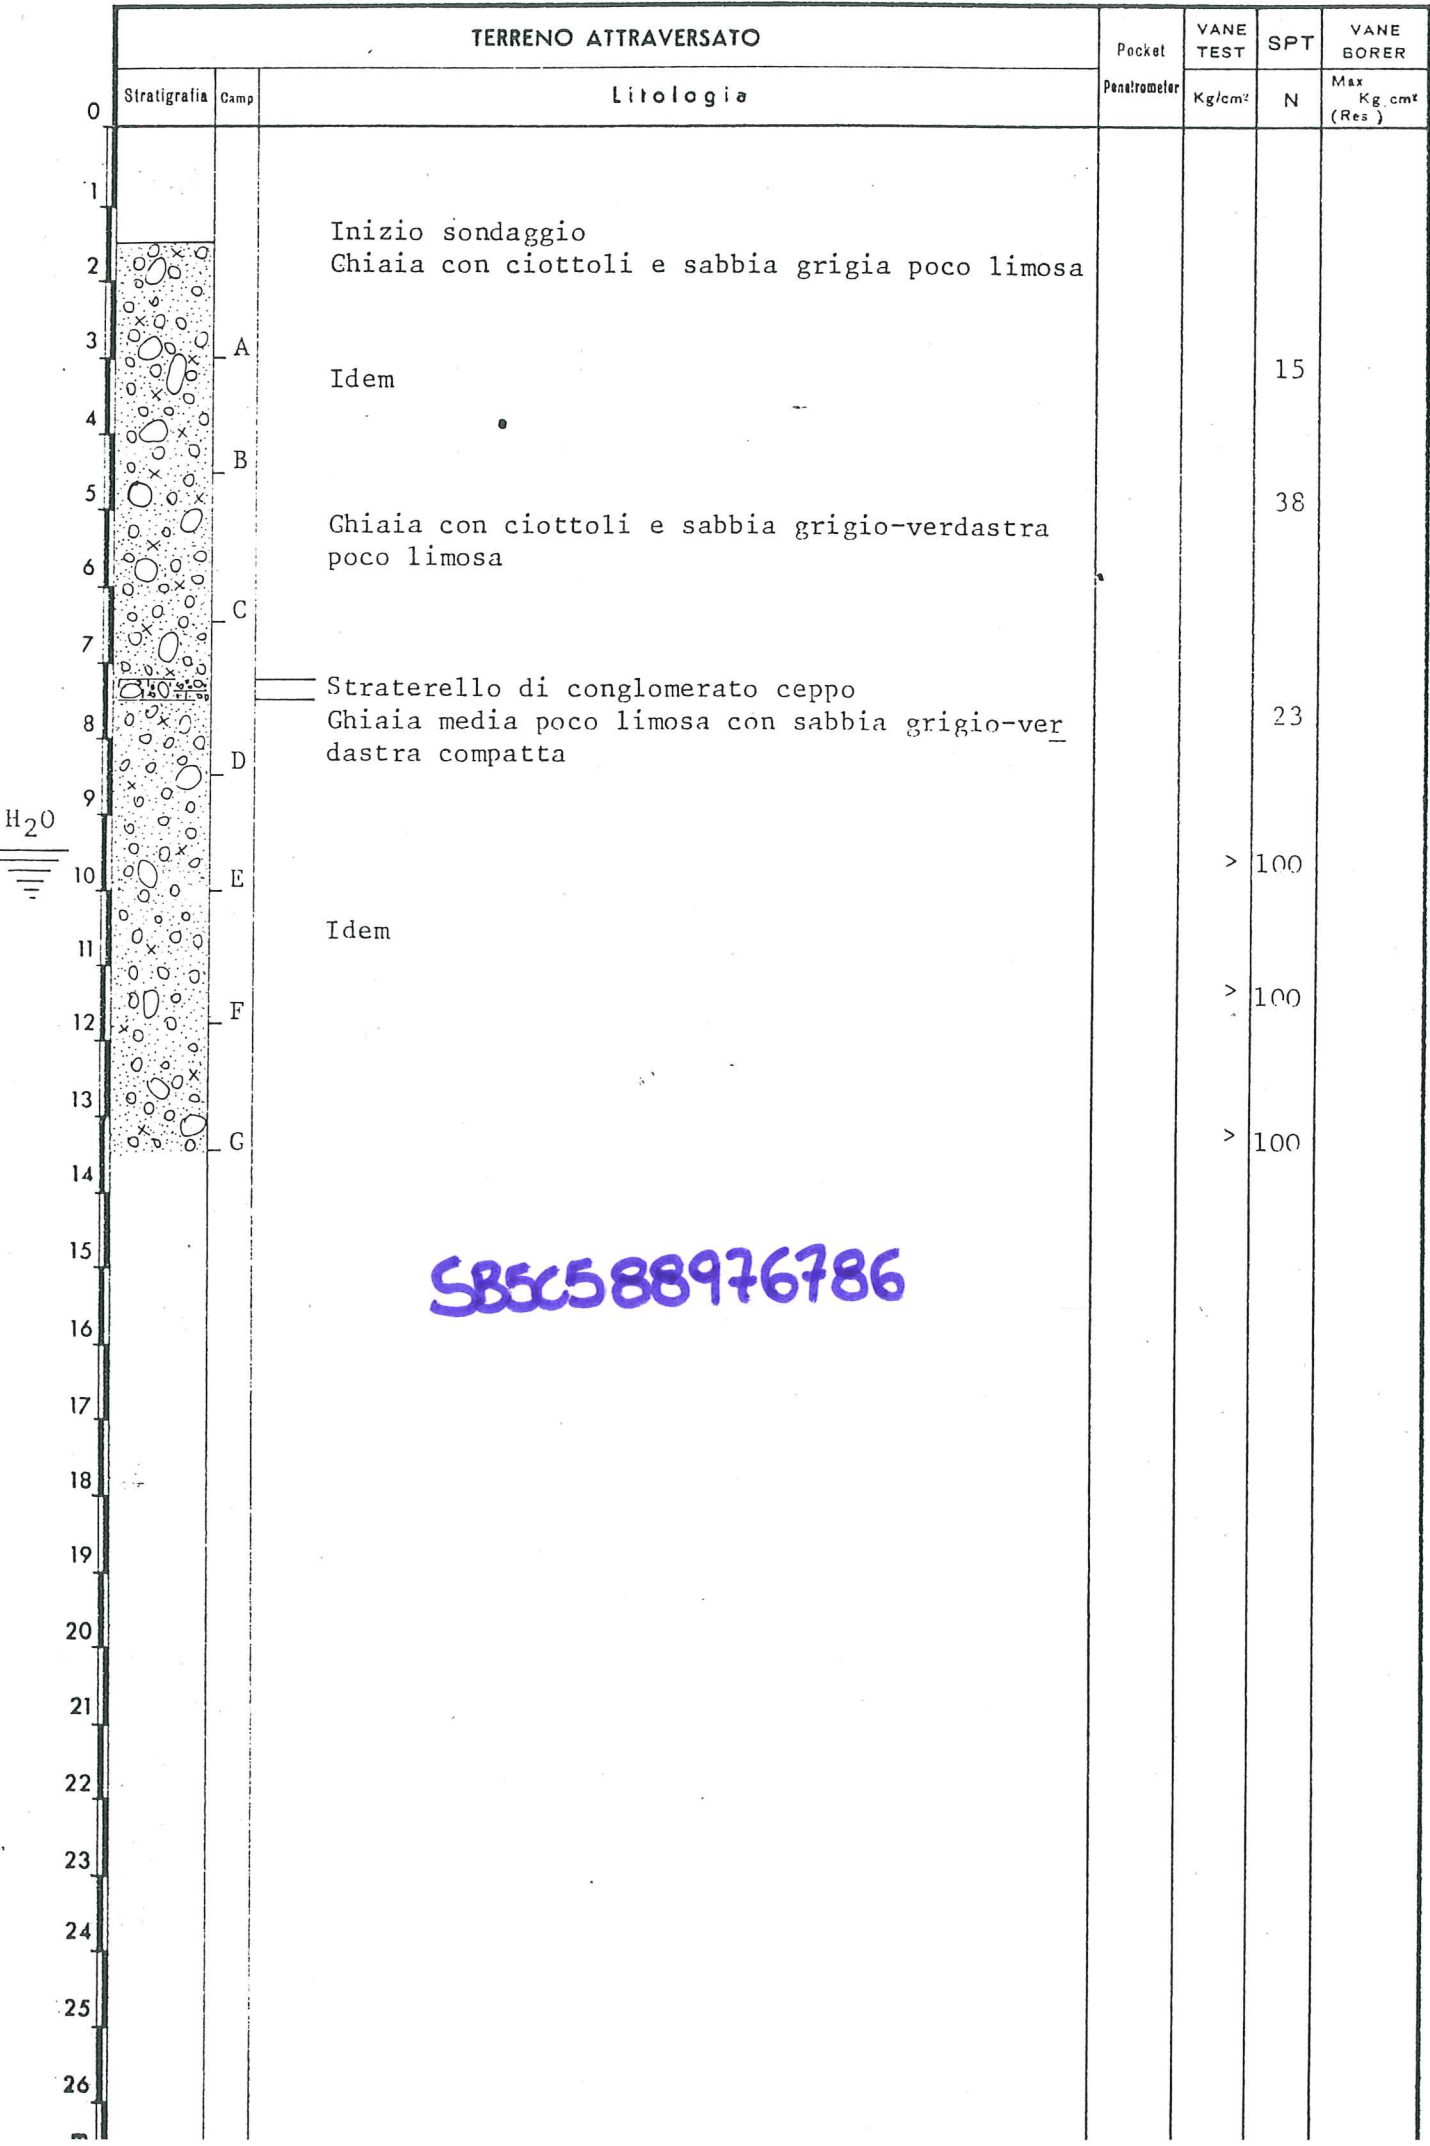 TERRENO ATTRAVERSATO
Pocket Penetrometer
VANE TEST
SPT
VANE BORER
Stratigrafia
Camp
Litologia
Kg/cm²
N
Max Kg cm²
(Res)
0
1
Inizio sondaggio
2
Ghiaia con ciottoli e sabbia grigia poco limosa
3
A
Idem
15
4
B
5
38
Ghiaia con ciottoli e sabbia grigio-verdastra
poco limosa
6
C
7
Straterello di conglomerato ceppo
8
Ghiaia media poco limosa con sabbia grigio-ver
23
dastra compatta
D
9
H₂O
10
E
> 100
11
Idem
12
F
> 100
13
G
> 100
14
15
SB5C588976786
16
17
18
19
20
21
22
23
24
25
26